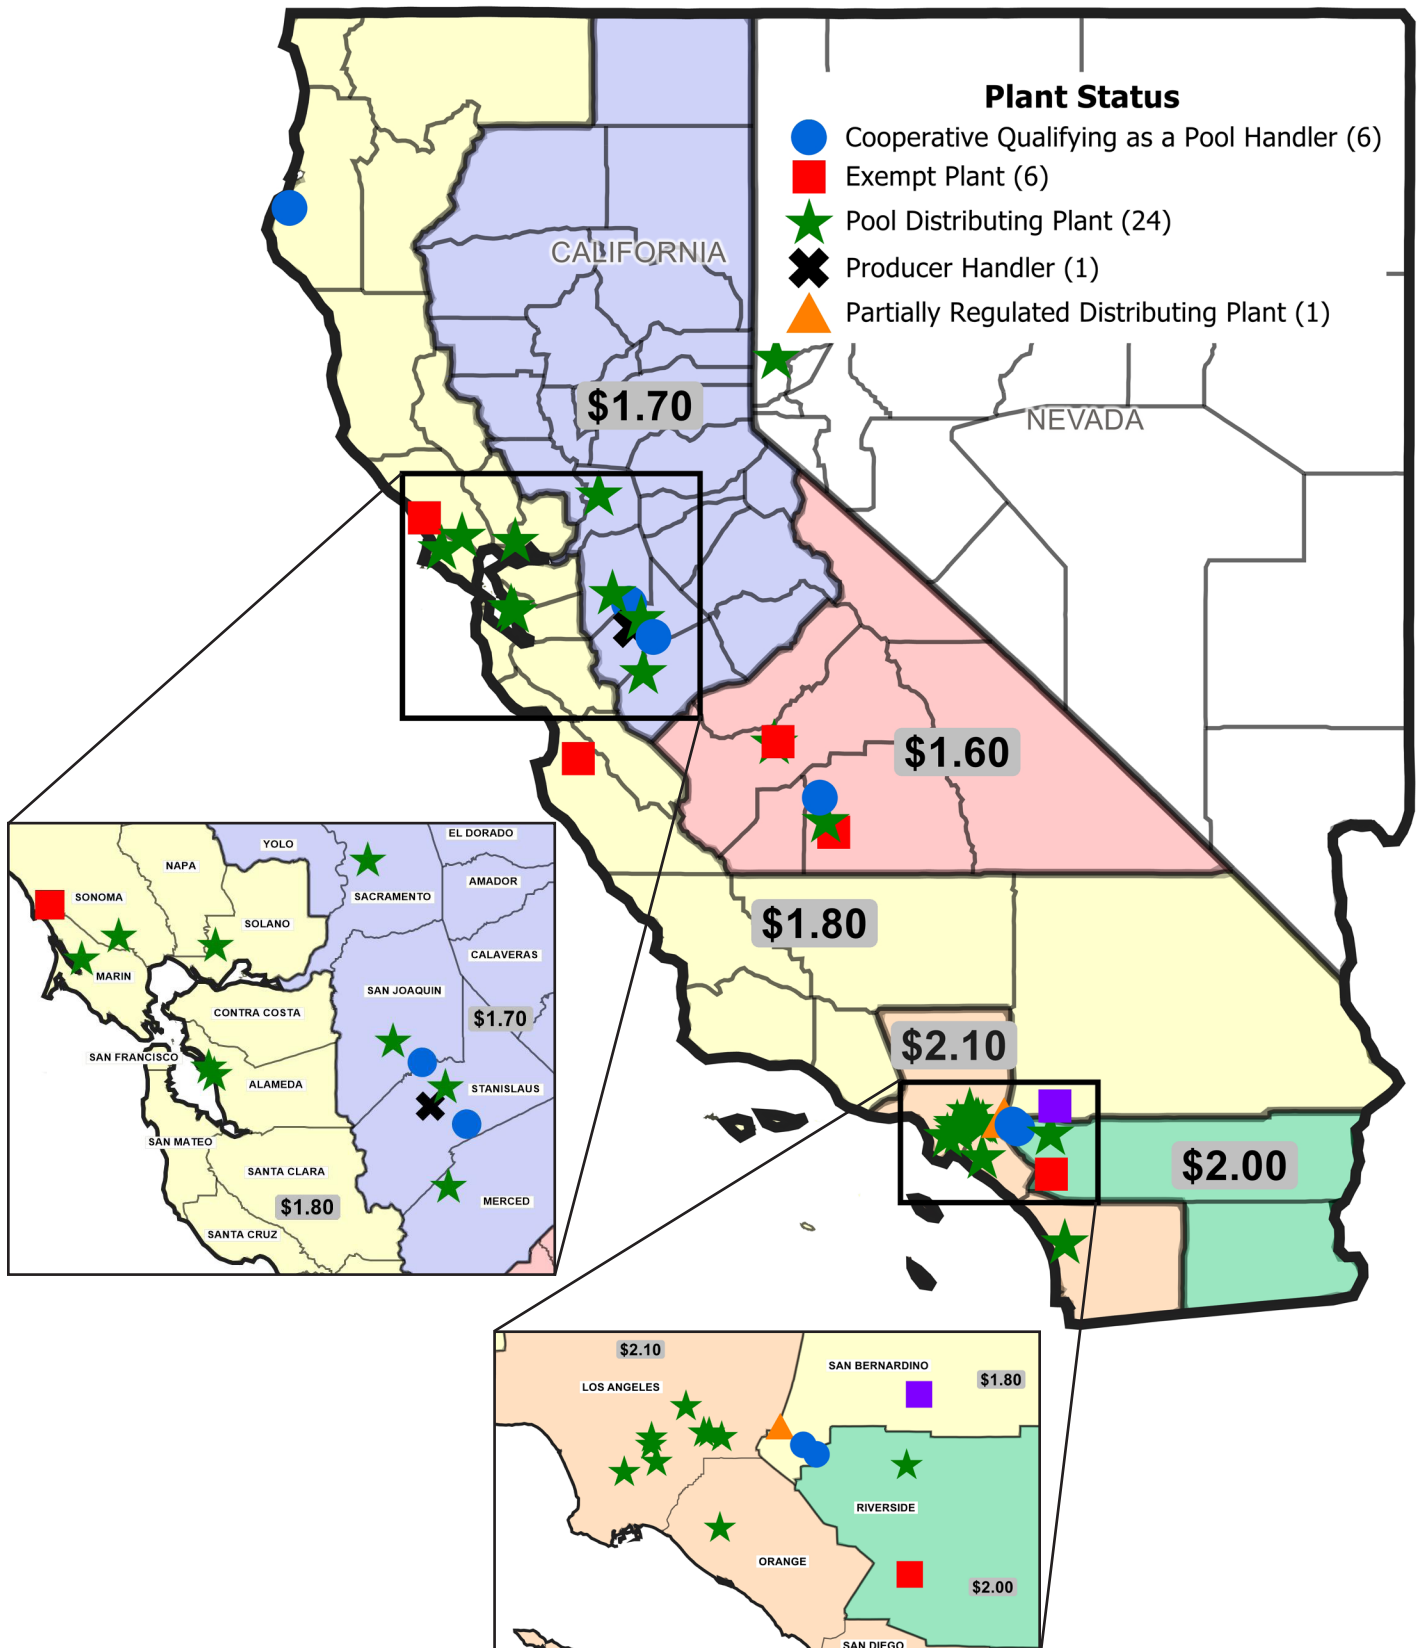 Plant Status
Cooperative Qualifying as a Pool Handler (6)
Exempt Plant (6)
Pool Distributing Plant (24)
Producer Handler (1)
Partially Regulated Distributing Plant (1)
CALIFORNIA
NEVADA
$1.70
$1.60
$1.80
$2.10
$2.00
YOLO
EL DORADO
NAPA
AMADOR
SONOMA
SACRAMENTO
SOLANO
CALAVERAS
MARIN
SAN JOAQUIN
CONTRA COSTA
$1.70
SAN FRANCISCO
ALAMEDA
STANISLAUS
SAN MATEO
SANTA CLARA
$1.80
MERCED
SANTA CRUZ
$2.10
LOS ANGELES
SAN BERNARDINO
$1.80
RIVERSIDE
ORANGE
$2.00
SAN DIEGO